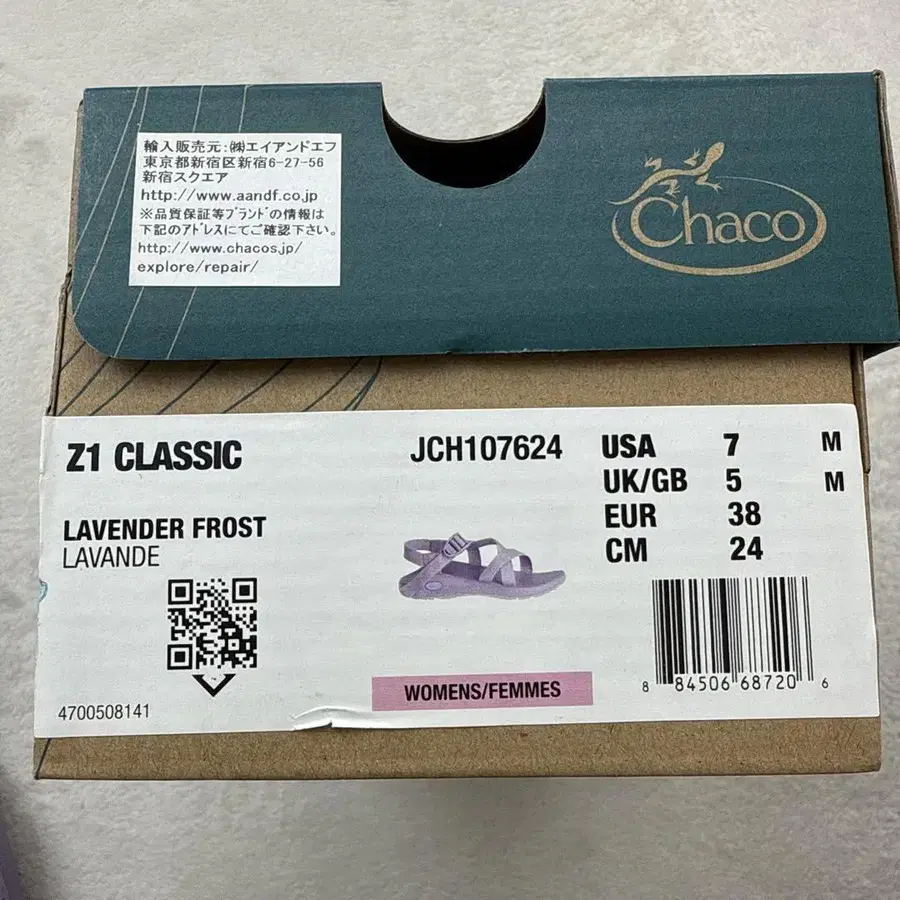 輸入販売元:㈱エイアンドエフ
東京都新宿区新宿6-27-56
新宿スクエア
http://www.aandf.co.jp
※品質保証等ブランドの情報は
下記のアドレスにてご確認下さい。
http://www.chacos.jp/
explore/repair/
Chaco
Z1 CLASSIC
JCH107624
USA 7 M
UK/GB 5 M
EUR 38
CM 24
LAVENDER FROST
LAVANDE
WOMENS/FEMMES
4700508141
8 84506 68720 6